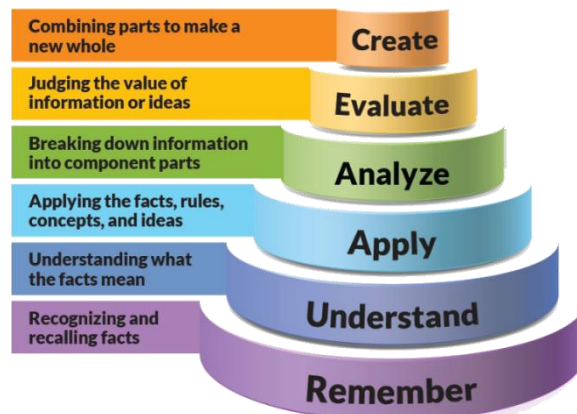 Combining parts to make a
new whole
Create
Judging the value of
information or ideas
Evaluate
Breaking down information
into component parts
Analyze
Applying the facts, rules,
concepts, and ideas
Apply
Understanding what
the facts mean
Understand
Recognizing and
recalling facts
Remember